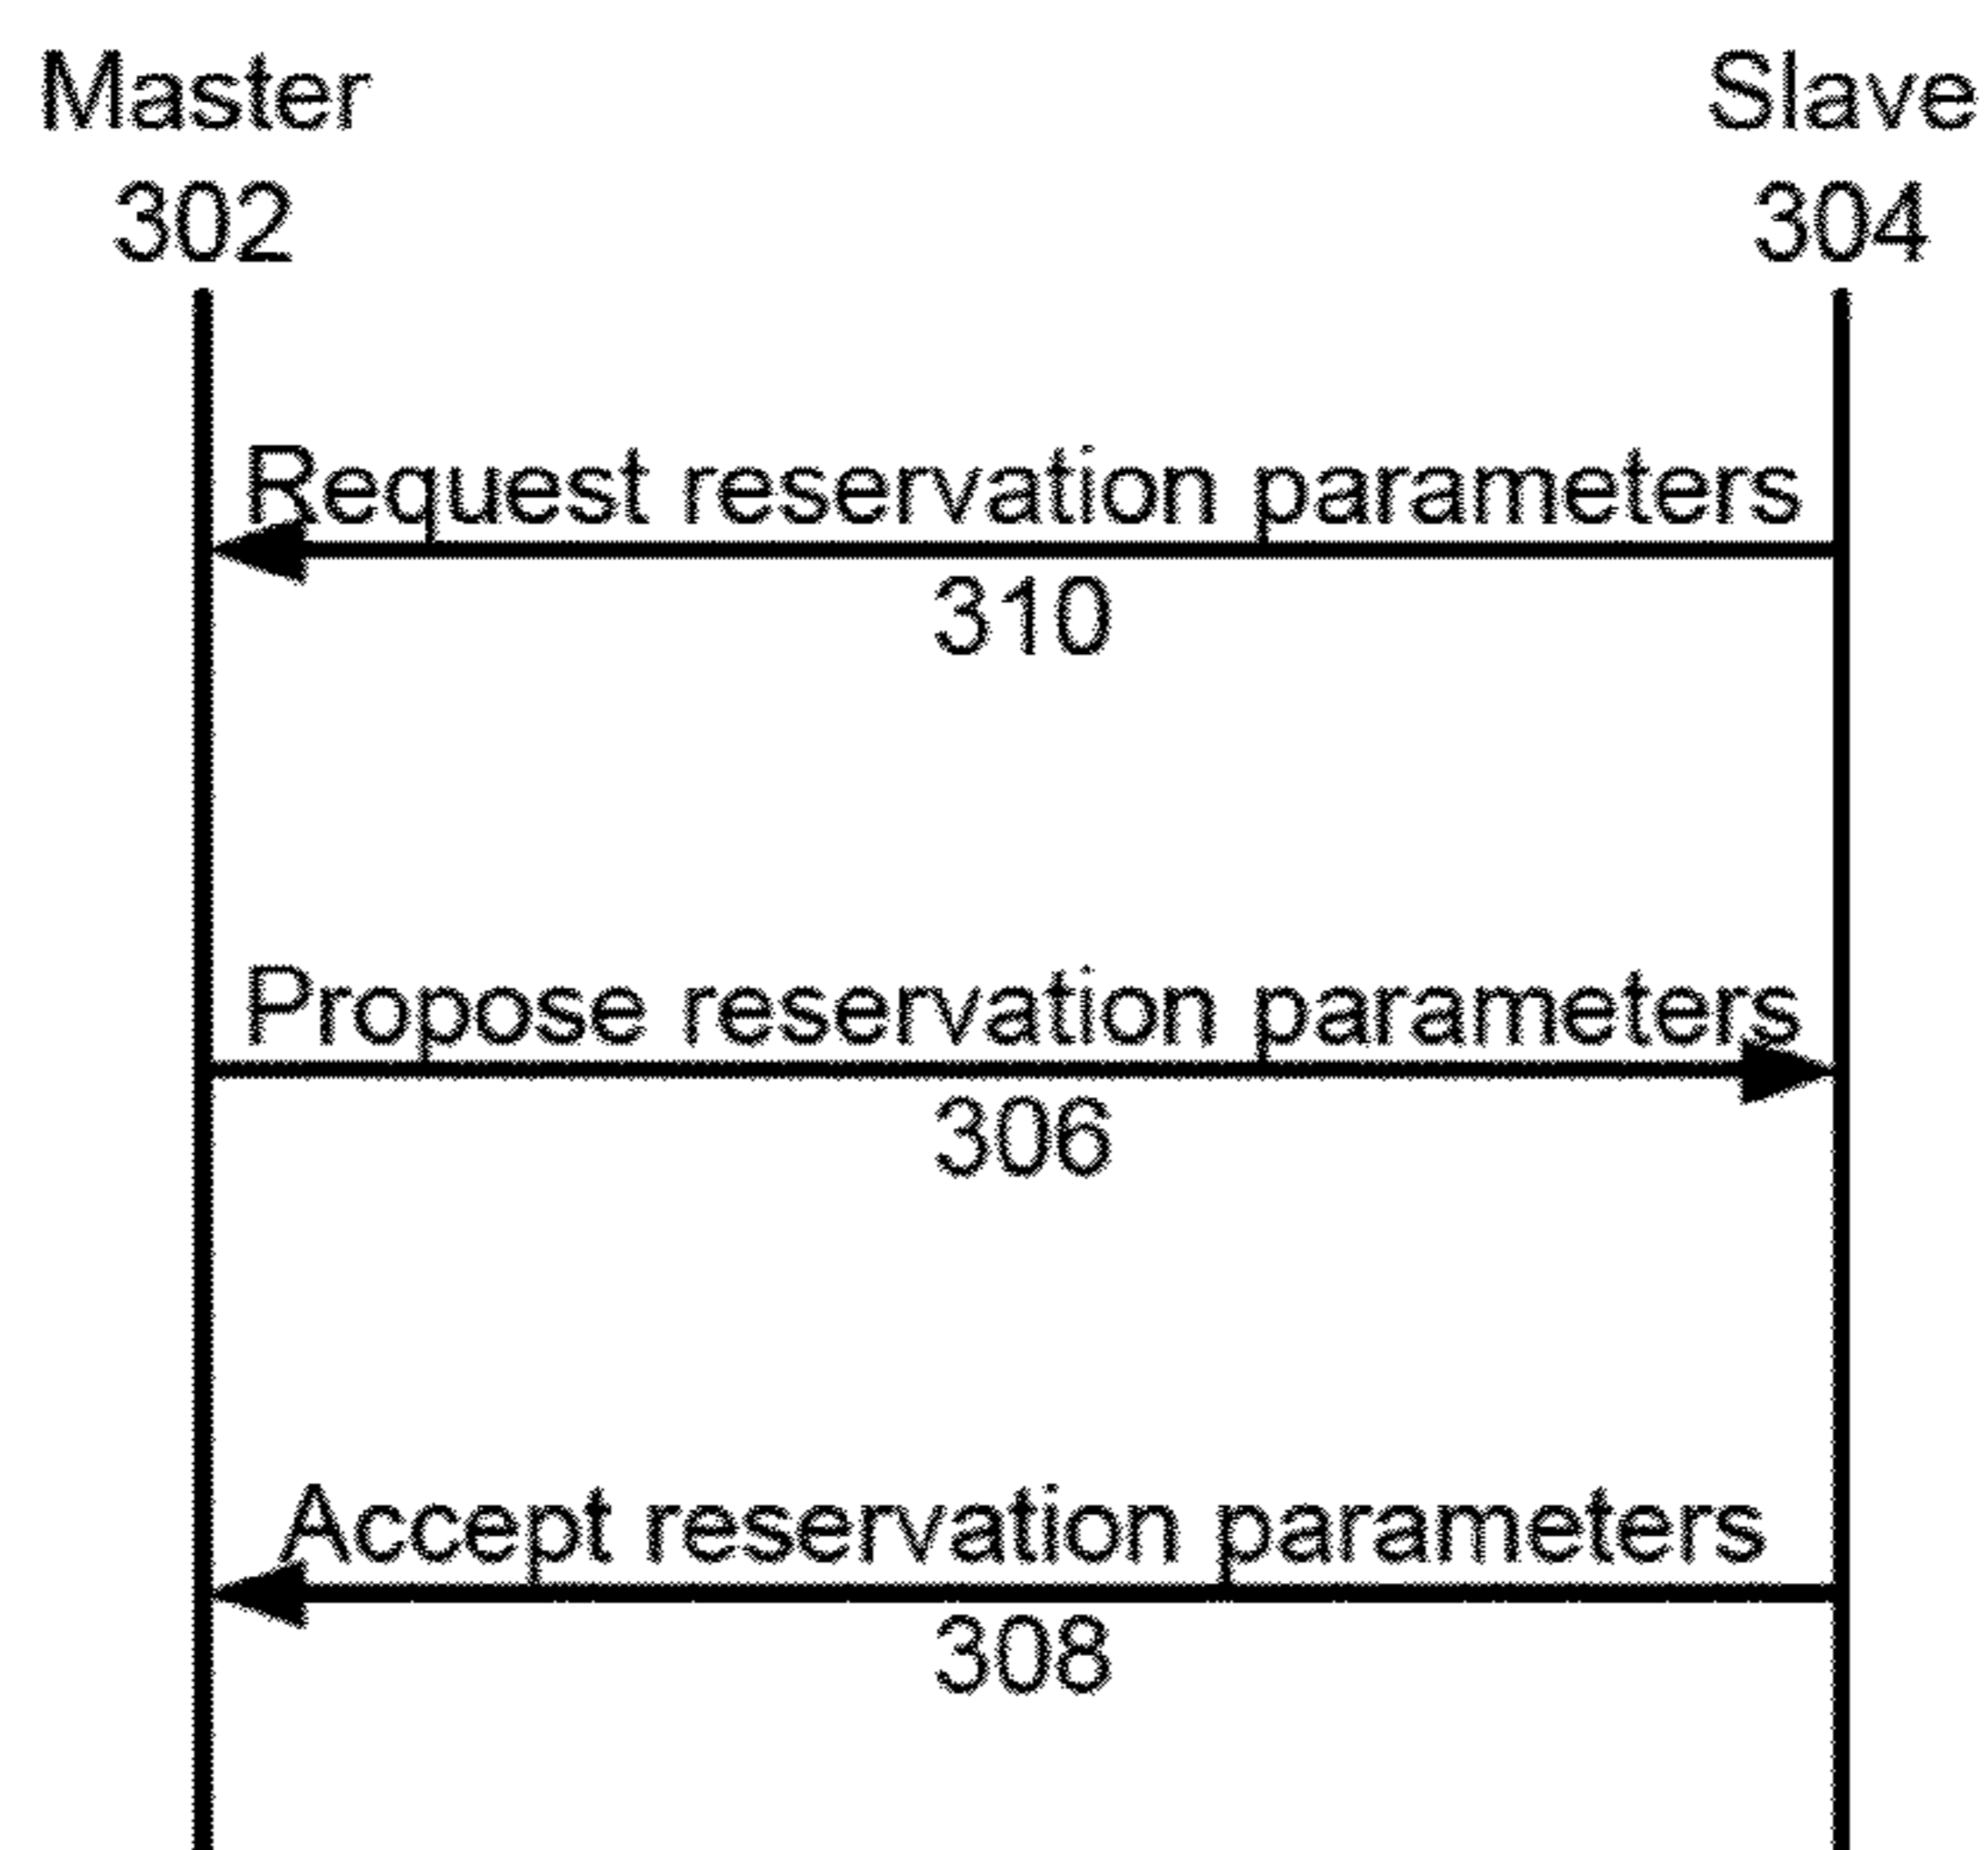 Master
302
Slave
304
Request reservation parameters
310
Propose reservation parameters
306
Accept reservation parameters
308